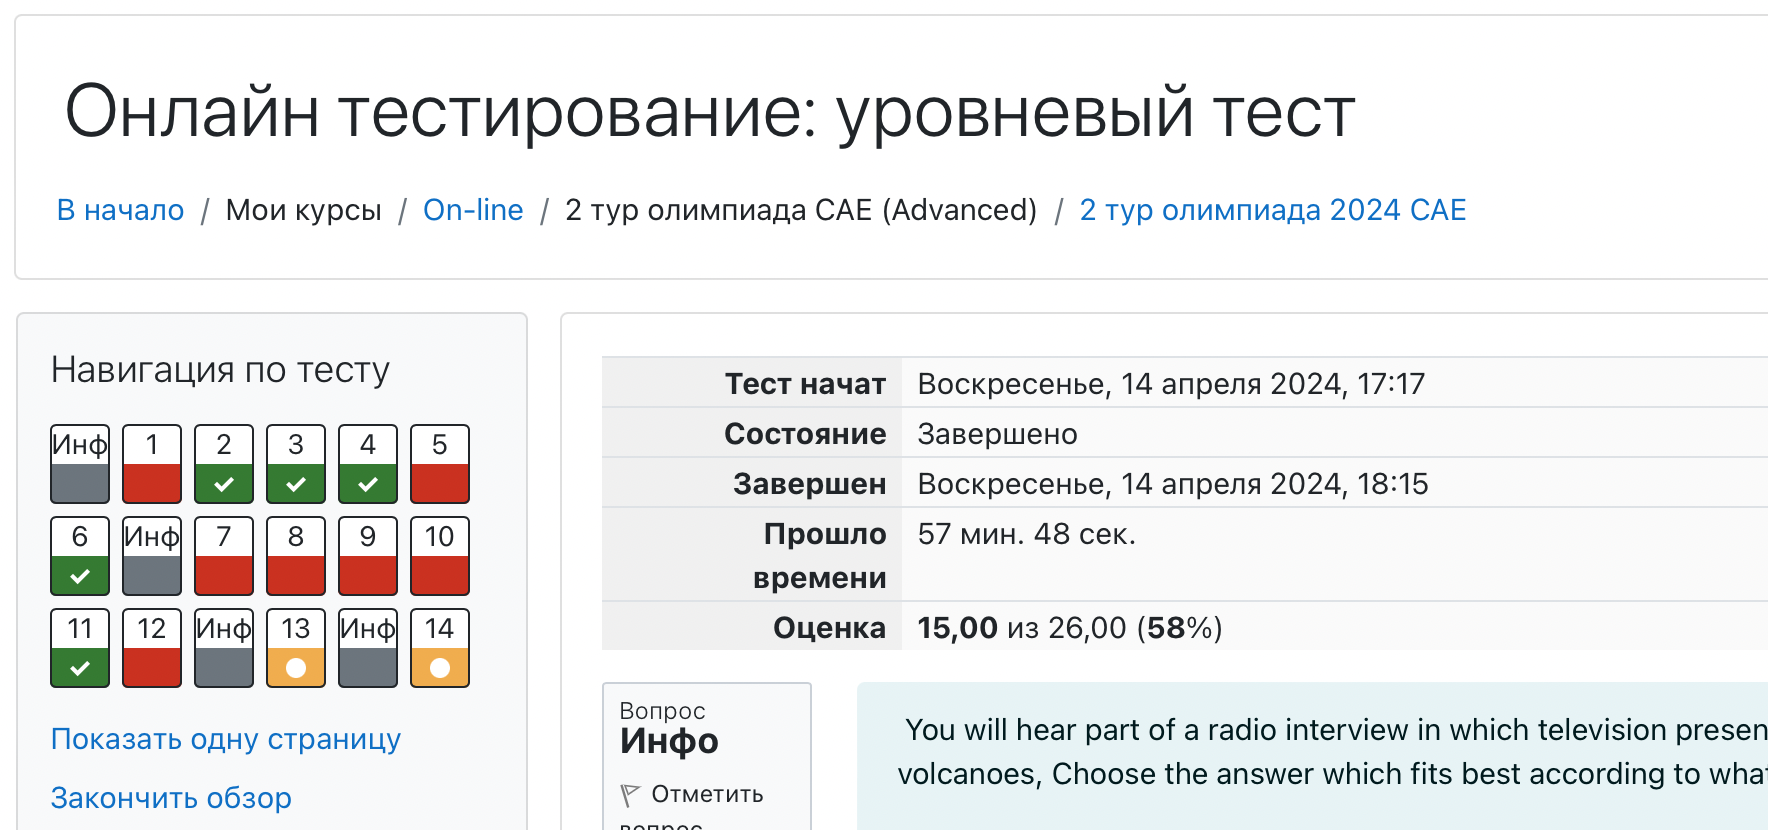 Онлайн тестирование: уровневый тест
В начало / Мои курсы / On-line / 2 тур олимпиада CAE (Advanced) / 2 тур олимпиада 2024 CAE
Навигация по тесту
Инф 1 2 3 4 5
6 Инф 7 8 9 10
11 12 Инф 13 Инф 14
Показать одну страницу
Закончить обзор
Тест начат Воскресенье, 14 апреля 2024, 17:17
Состояние Завершено
Завершен Воскресенье, 14 апреля 2024, 18:15
Прошло 57 мин. 48 сек.
времени
Оценка 15,00 из 26,00 (58%)
Вопрос
Инфо
Отметить
вопрос
You will hear part of a radio interview in which television presen
volcanoes, Choose the answer which fits best according to what